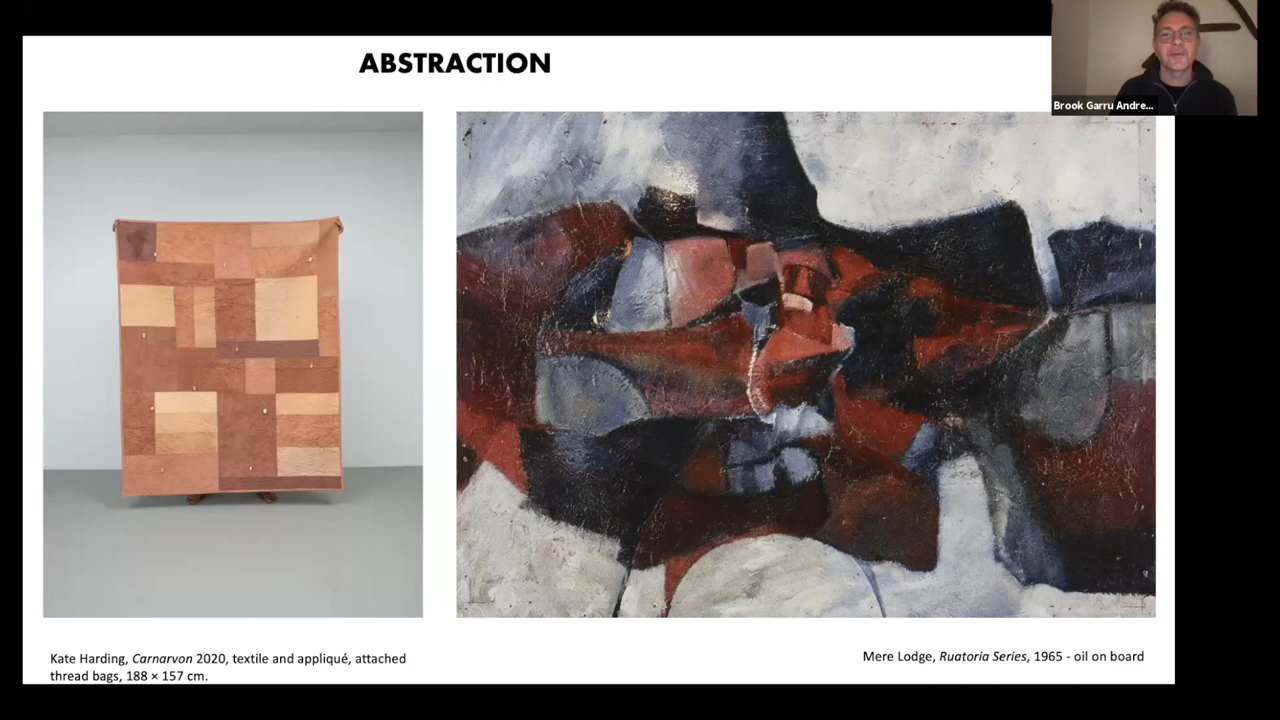 ABSTRACTION
Brook Garru Andre...
Kate Harding, Carnarvon 2020, textile and appliqué, attached
thread bags, 188 × 157 cm.
Mere Lodge, Ruatoria Series, 1965 - oil on board